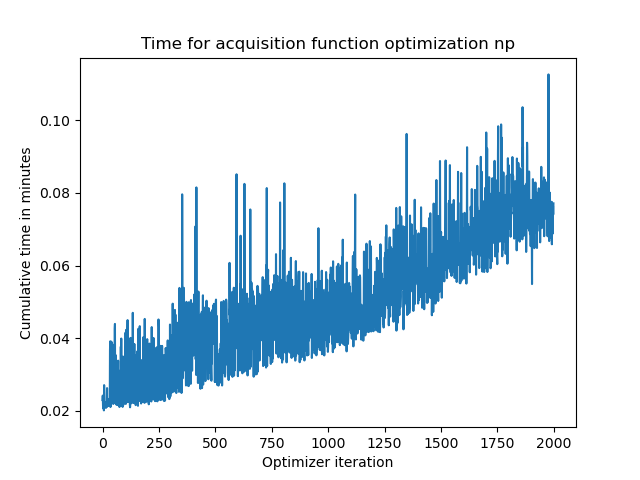 Time for acquisition function optimization np
Cumulative time in minutes
0.10
0.08
0.06
0.04
0.02
0 250 500 750 1000 1250 1500 1750 2000
Optimizer iteration